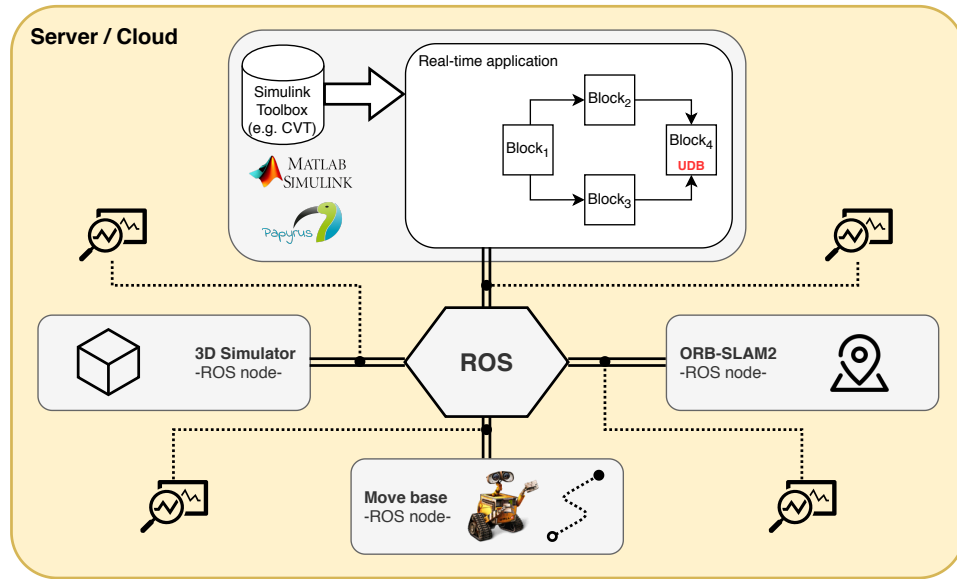 Server / Cloud
Simulink
Toolbox
(e.g. CVT)
MATLAB
SIMULINK
Papyrus
Real-time application
Block1
Block2
Block3
Block4
UDB
3D Simulator
-ROS node-
ROS
ORB-SLAM2
-ROS node-
Move base
-ROS node-